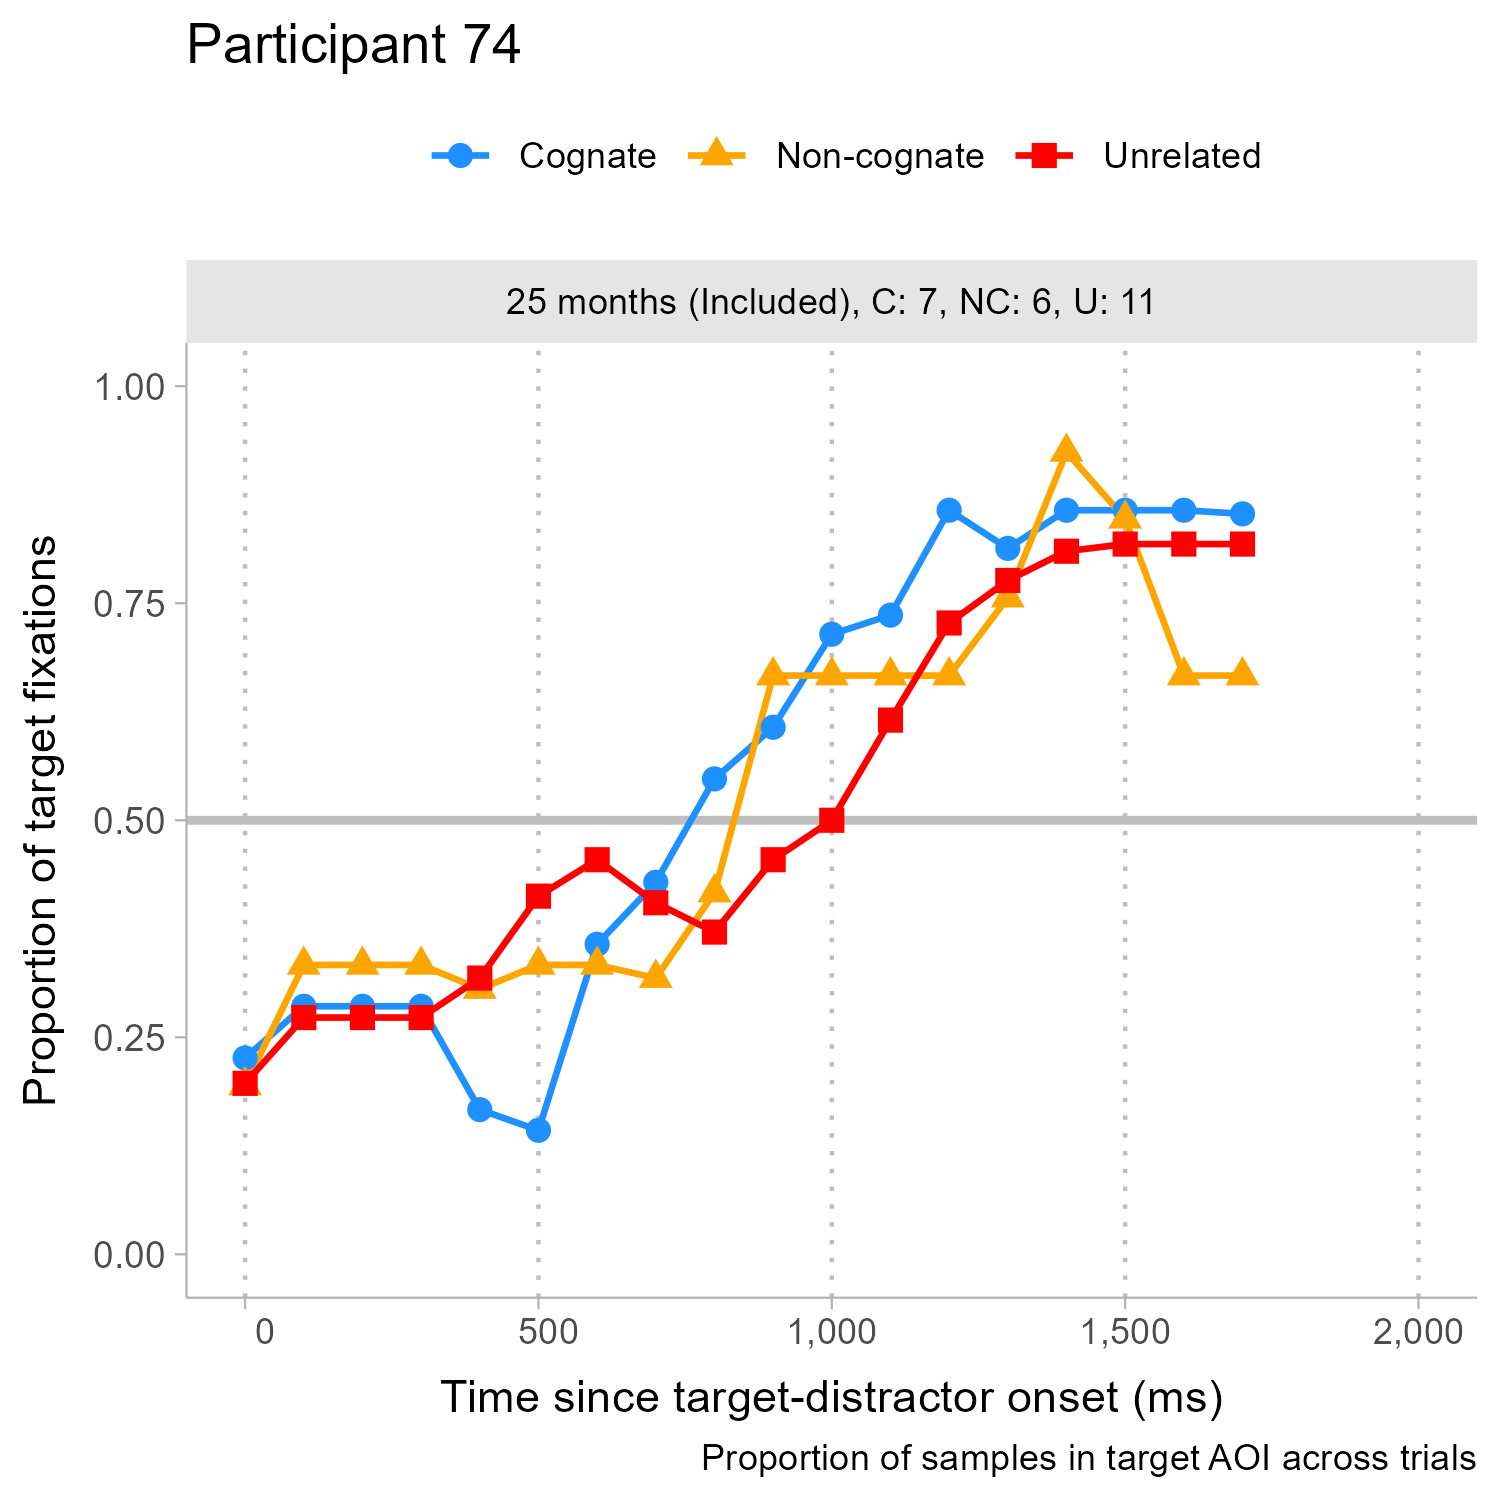 Participant 74
Cognate Non-cognate Unrelated
25 months (Included), C: 7, NC: 6, U: 11
1.00
0.75
0.50
0.25
0.00
Proportion of target fixations
0 500 1,000 1,500 2,000
Time since target-distractor onset (ms)
Proportion of samples in target AOI across trials